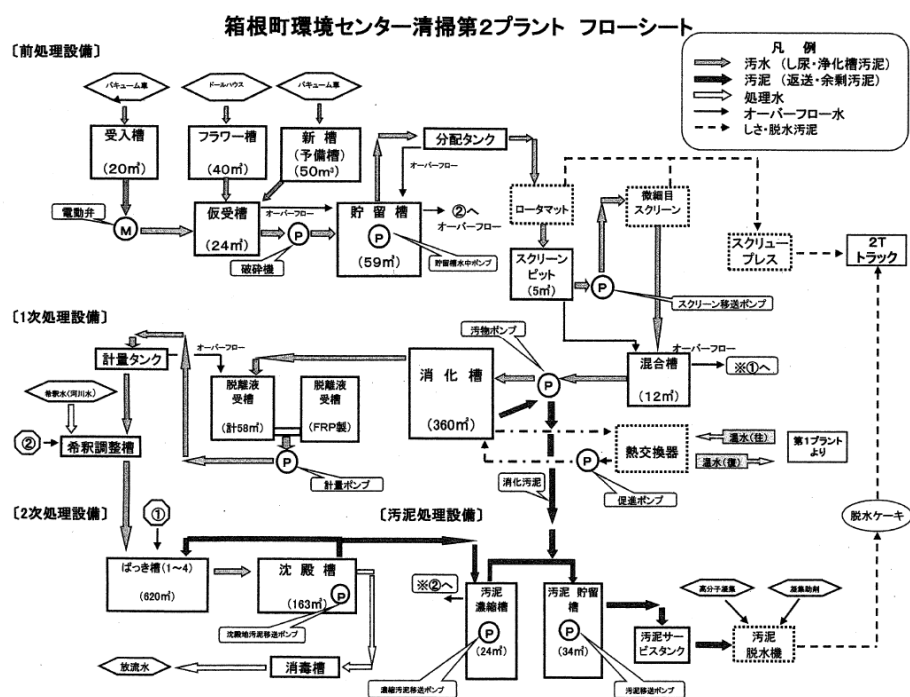 箱根町環境センター清掃第2プラント フローシート
〔前処理設備〕
凡 例
汚水（し尿・浄化槽汚泥）
汚泥（返送・余剰汚泥）
処理水
オーバーフロー水
しさ・脱水汚泥
バキューム車
ドールハウス
バキューム車
受入槽
（20㎥）
フラワー槽
（40㎥）
新 槽
（予備槽）
（50m³）
分配タンク
オーバーフロー
電動弁
M
仮受槽
（24㎥）
オーバーフロー
P
破砕機
貯 留 槽
P
（59㎥）
貯留槽水中ポンプ
②へ
オーバーフロー
ロータマット
微細目
スクリーン
スクリーン
ピット
（5㎥）
P
スクリーン移送ポンプ
スクリュー
プレス
2T
トラック
〔1次処理設備〕
計量タンク
オーバーフロー
希釈水（河川水）
②
希釈調整槽
脱離液
受槽
（計58㎥）
脱離液
受槽
（FRP製）
P
計量ポンプ
消 化 槽
（360㎥）
汚物ポンプ
P
混合槽
（12㎥）
オーバーフロー
※①へ
熱交換器
温水（往）
温水（復）
第1プラント
より
P
促進ポンプ
消化汚泥
脱水ケーキ
〔2次処理設備〕
①
ばっき槽（1～4）
（620㎥）
沈 殿 槽
（163㎥）
P
沈殿地汚泥移送ポンプ
消毒槽
放流水
〔汚泥処理設備〕
※②へ
汚泥
濃縮槽
P
（24㎥）
濃縮汚泥移送ポンプ
汚泥 貯留
槽
P
（34㎥）
汚泥移送ポンプ
汚泥サー
ビスタンク
高分子凝集
凝集助剤
汚泥
脱水機